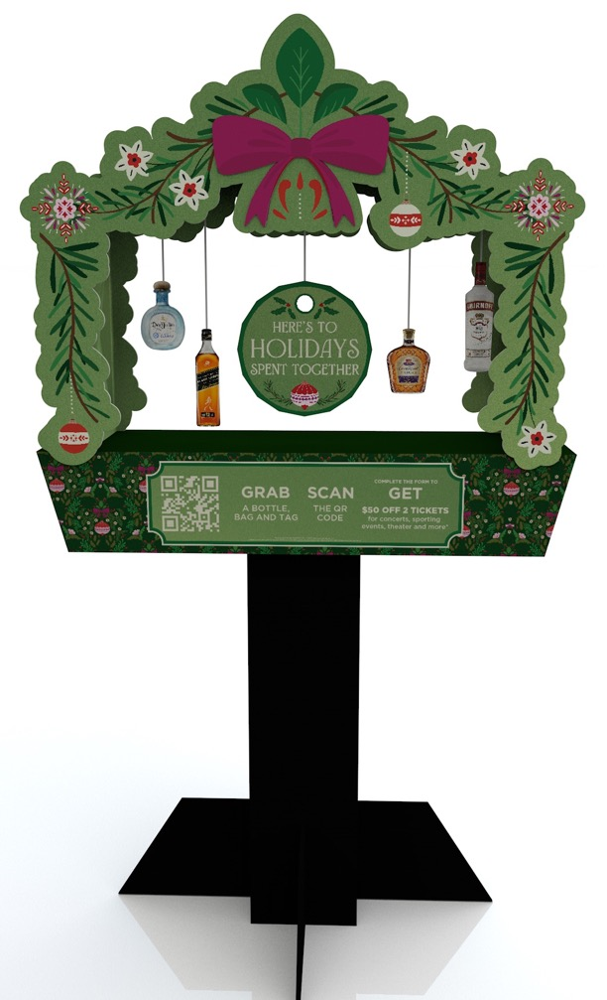 HERE'S TO
HOLIDAYS
SPENT TOGETHER
SMIRNOFF
GRAB
A BOTTLE,
BAG AND TAG
SCAN
THE QR
CODE
COMPLETE THE FORM TO
GET
$50 OFF 2 TICKETS
for concerts, sporting
events, theater and more*